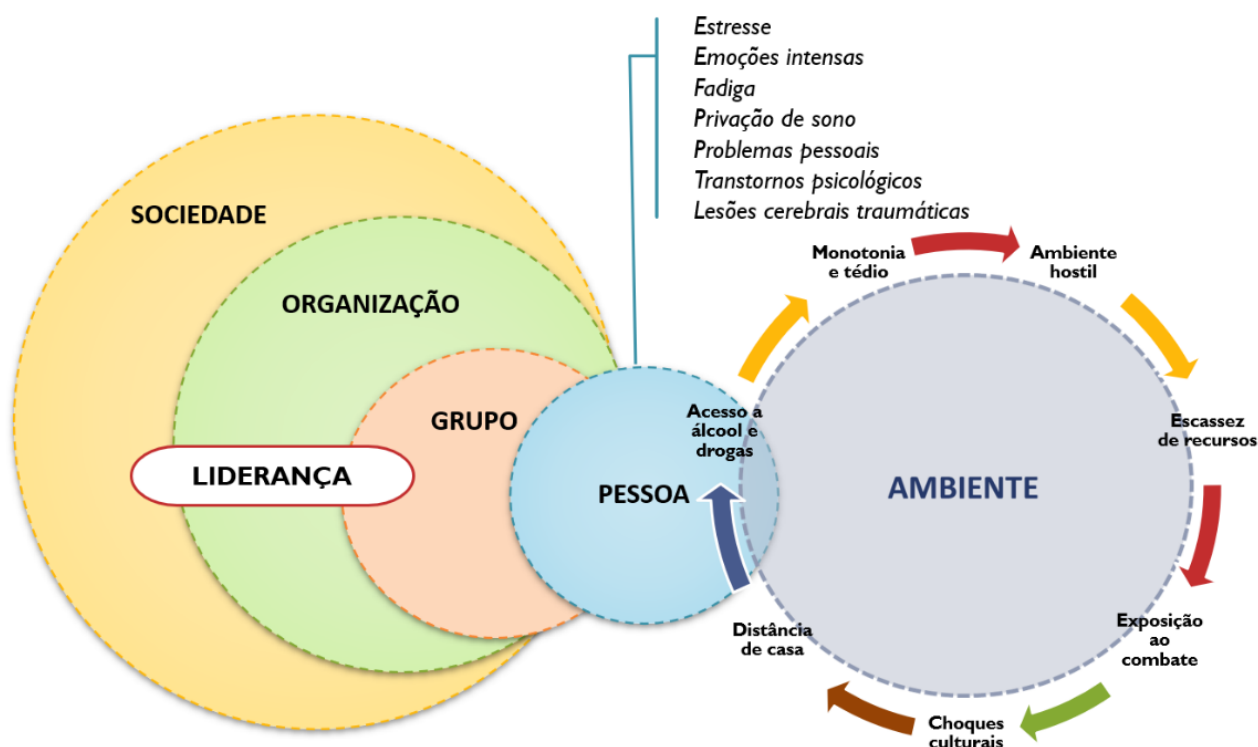 Estresse
Emoções intensas
Fadiga
Privação de sono
Problemas pessoais
Transtornos psicológicos
Lesões cerebrais traumáticas
SOCIEDADE
ORGANIZAÇÃO
GRUPO
LIDERANÇA
PESSOA
AMBIENTE
Monotonia
e tédio
Ambiente
hostil
Escassez
de recursos
Exposição
ao
combate
Choques
culturais
Distância
de casa
Acesso a
álcool e
drogas